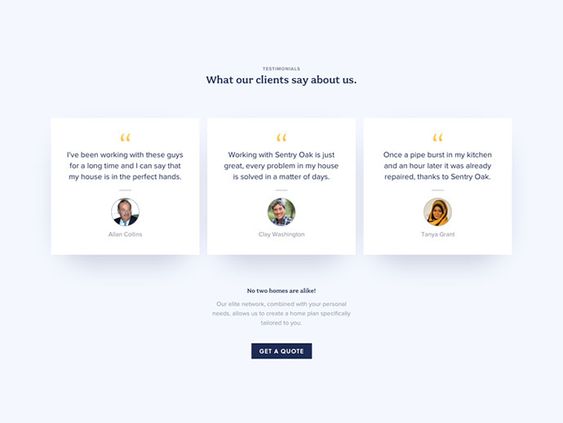 TESTIMONIALS
What our clients say about us.
“
I've been working with these guys
for a long time and I can say that
my house is in the perfect hands.
Allan Collins
“
Working with Sentry Oak is just
great, every problem in my house
is solved in a matter of days.
Clay Washington
“
Once a pipe burst in my kitchen
and an hour later it was already
repaired, thanks to Sentry Oak.
Tanya Grant
No two homes are alike!
Our elite network, combined with your personal
needs, allows us to create a home plan specifically
tailored to you.
GET A QUOTE